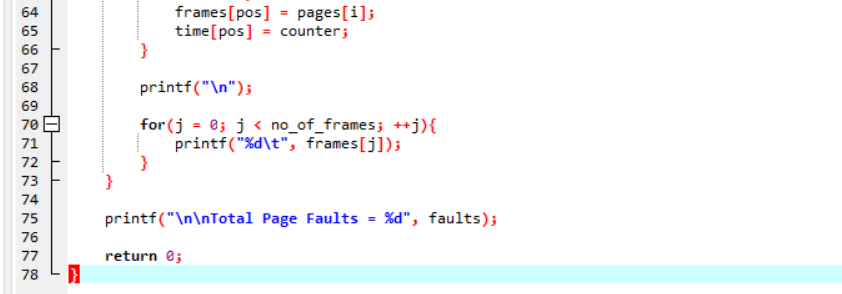 64 frames[pos] = pages[i];
65 time[pos] = counter;
66 }
67
68 printf("\n");
69
70 for(j = 0; j < no_of_frames; ++j){
71 printf("%d\t", frames[j]);
72 }
73 }
74
75 printf("\n\nTotal Page Faults = %d", faults);
76
77 return 0;
78 }